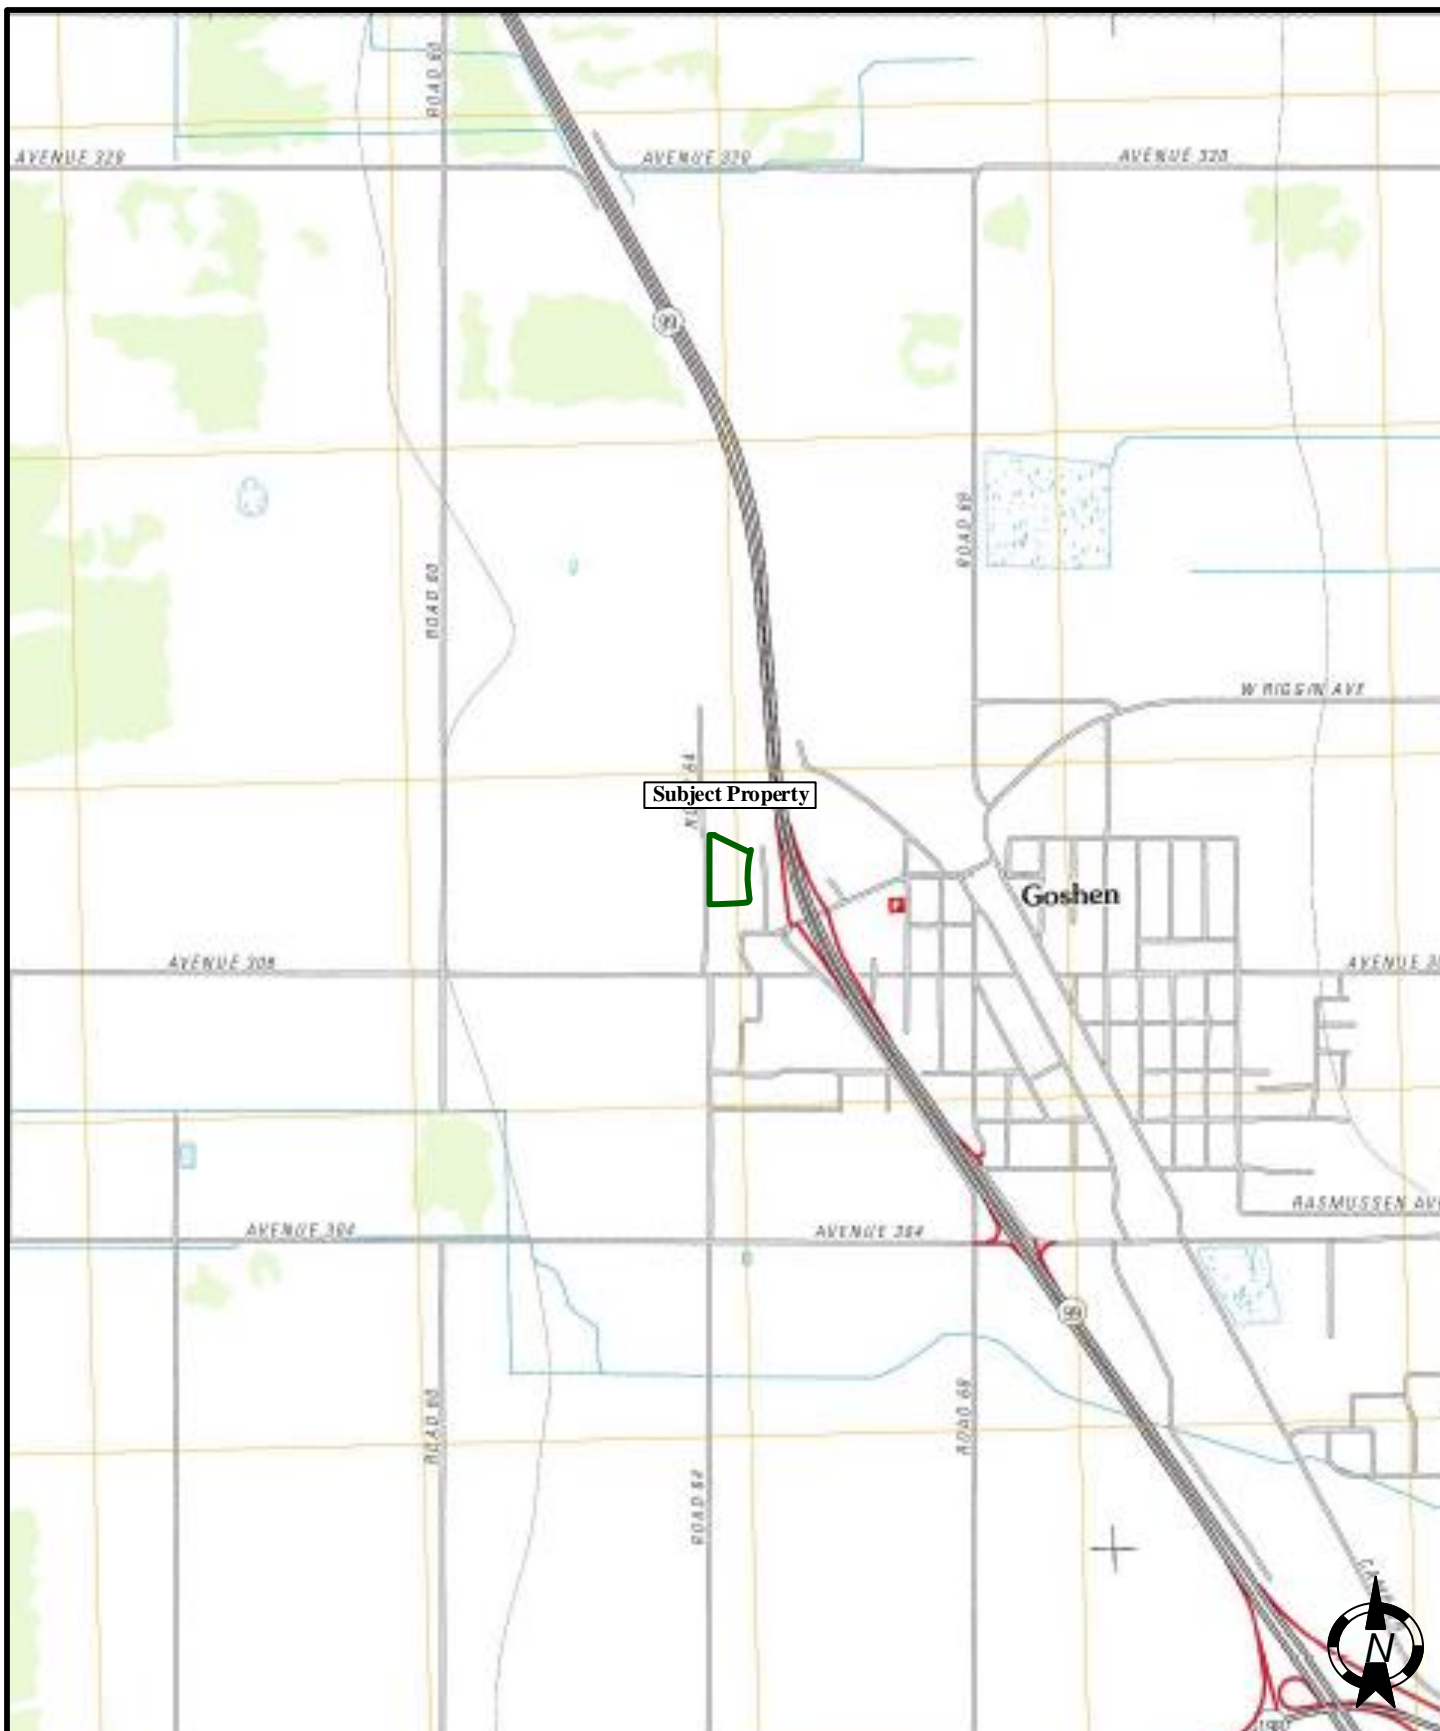 ROAD 60
AVENUE 320
AVENUE 320
AVENUE 320
99
ROAD 68
ROAD 60
W RIGGIN AVE
Subject Property
Goshen
AVENUE 308
RASMUSSEN AV
AVENUE 304
AVENUE 304
99
ROAD 68
ROAD 60
ROAD 64
N